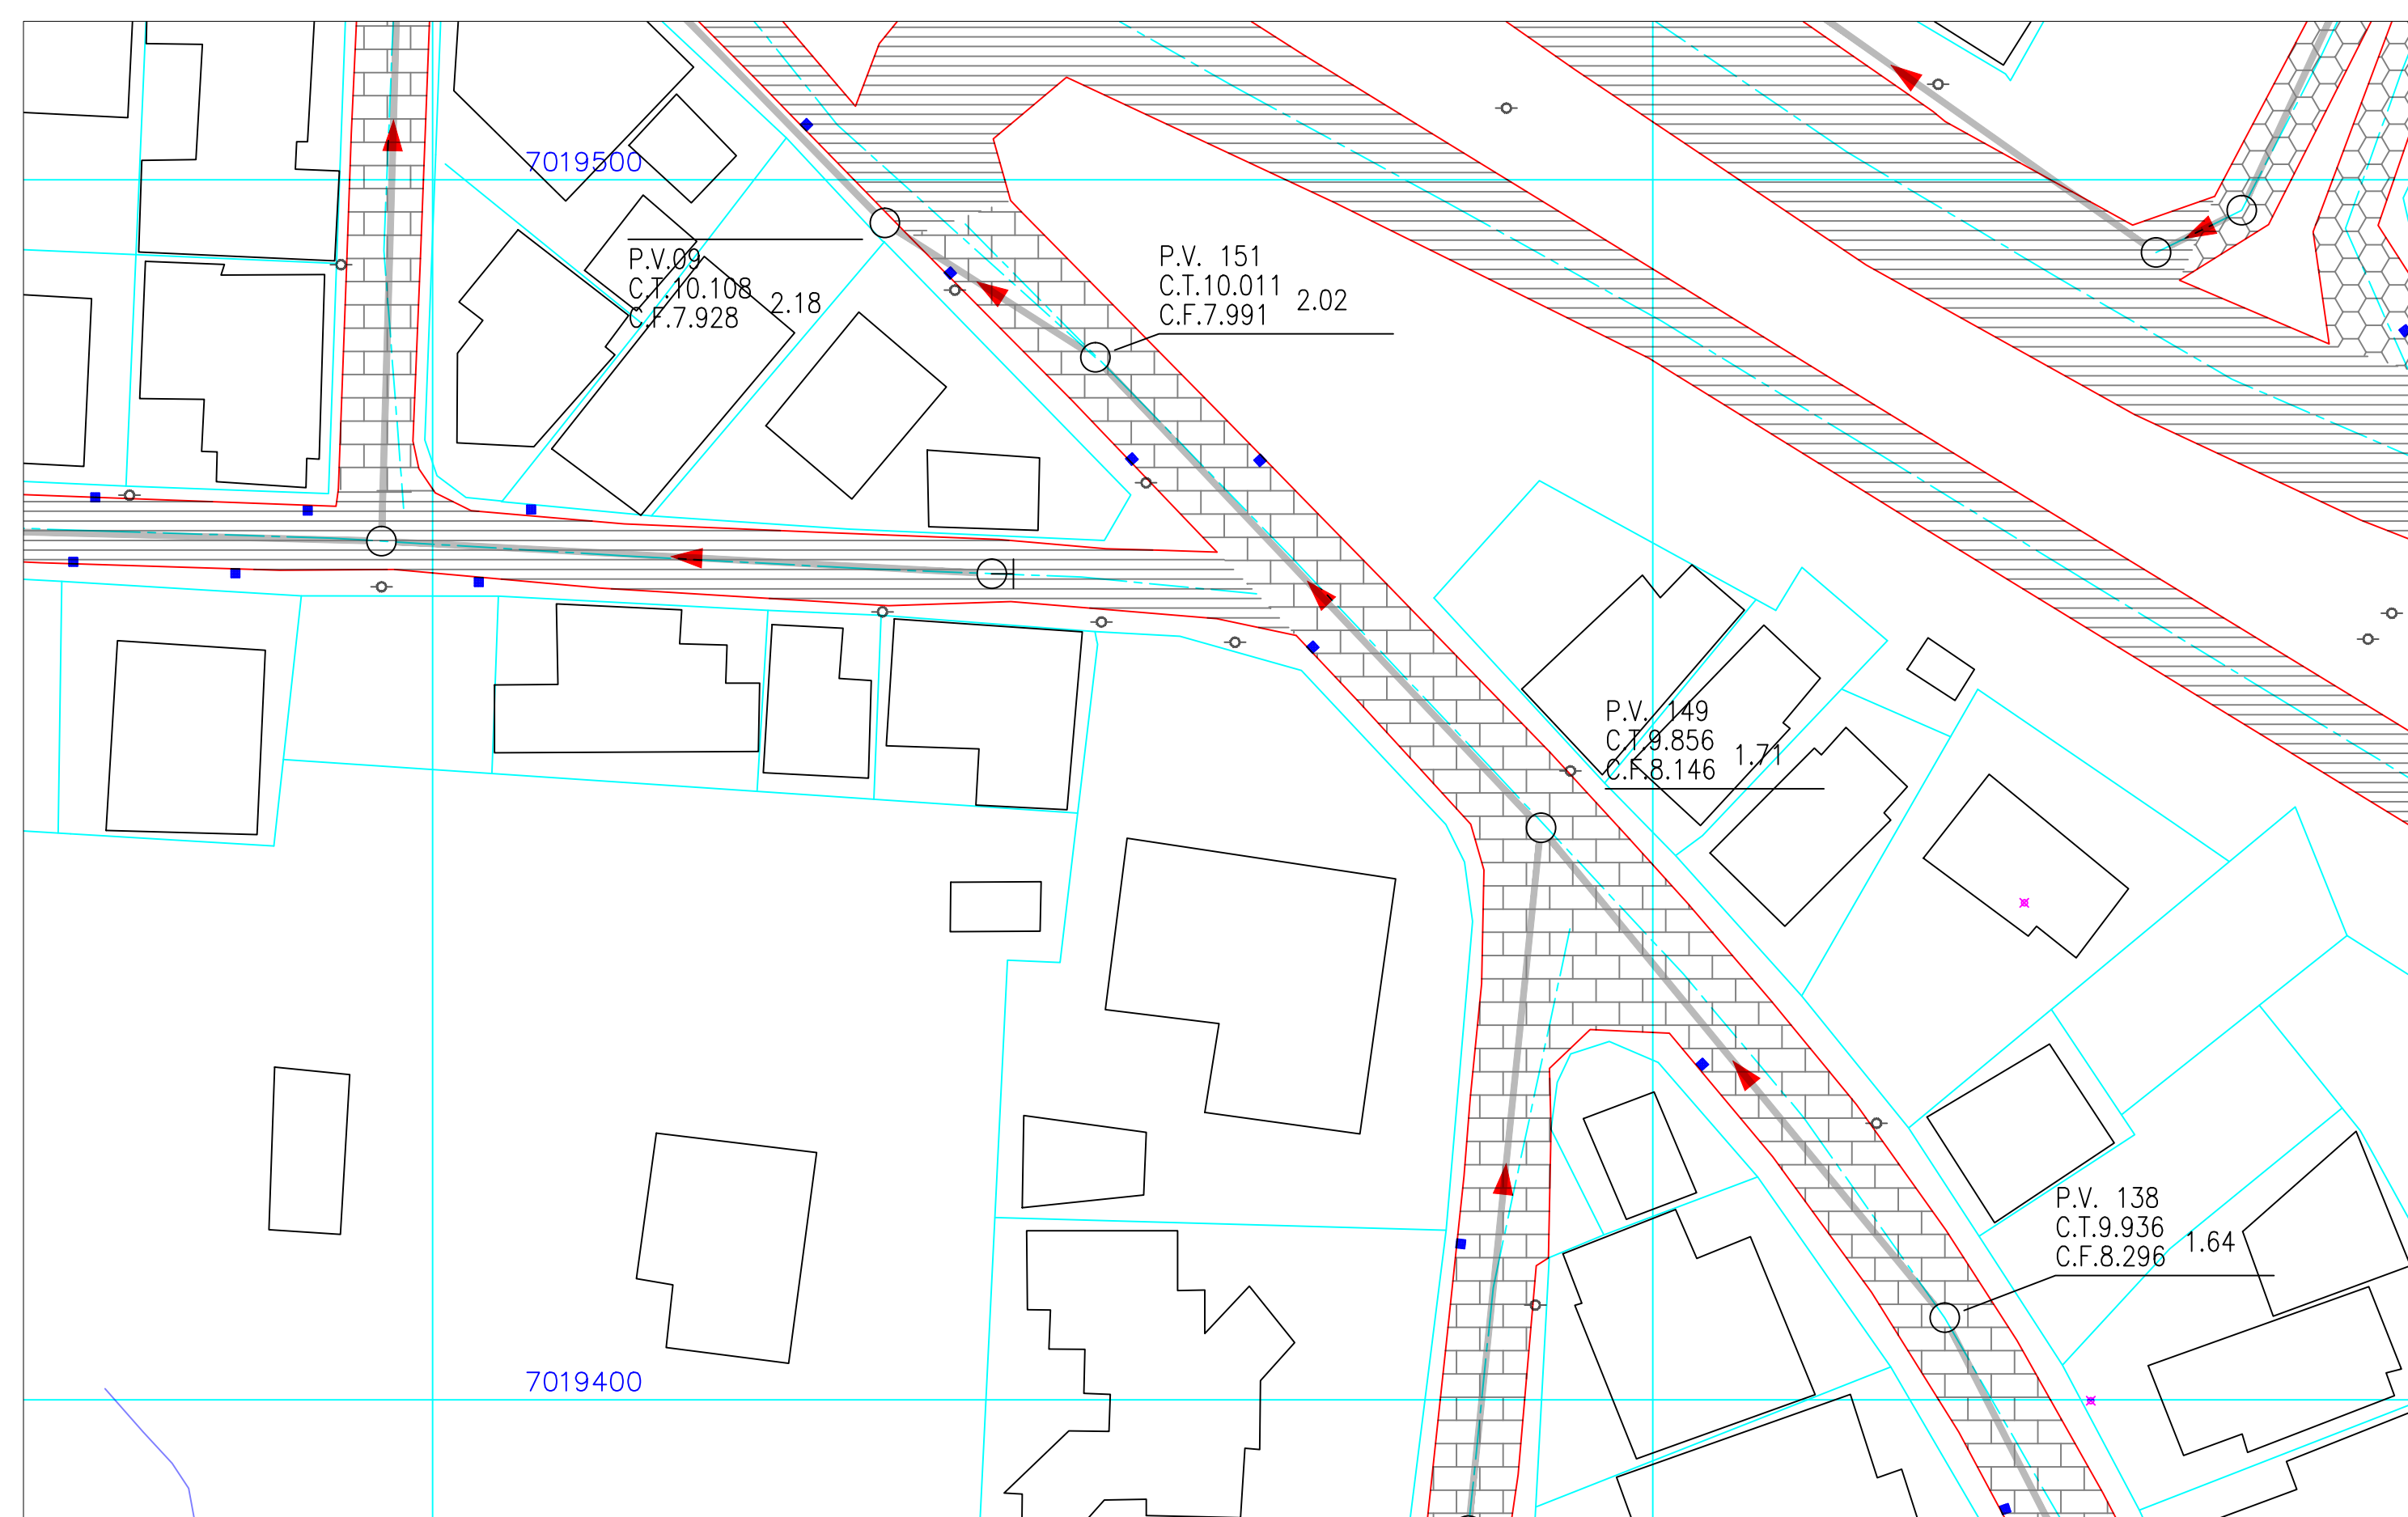 7019500
P.V.09
C.T.10.108
C.F.7.928 2.18
P.V. 151
C.T.10.011
C.F.7.991 2.02
P.V. 149
C.T.9.856
C.F.8.146 1.71
P.V. 138
C.T.9.936
C.F.8.296 1.64
7019400